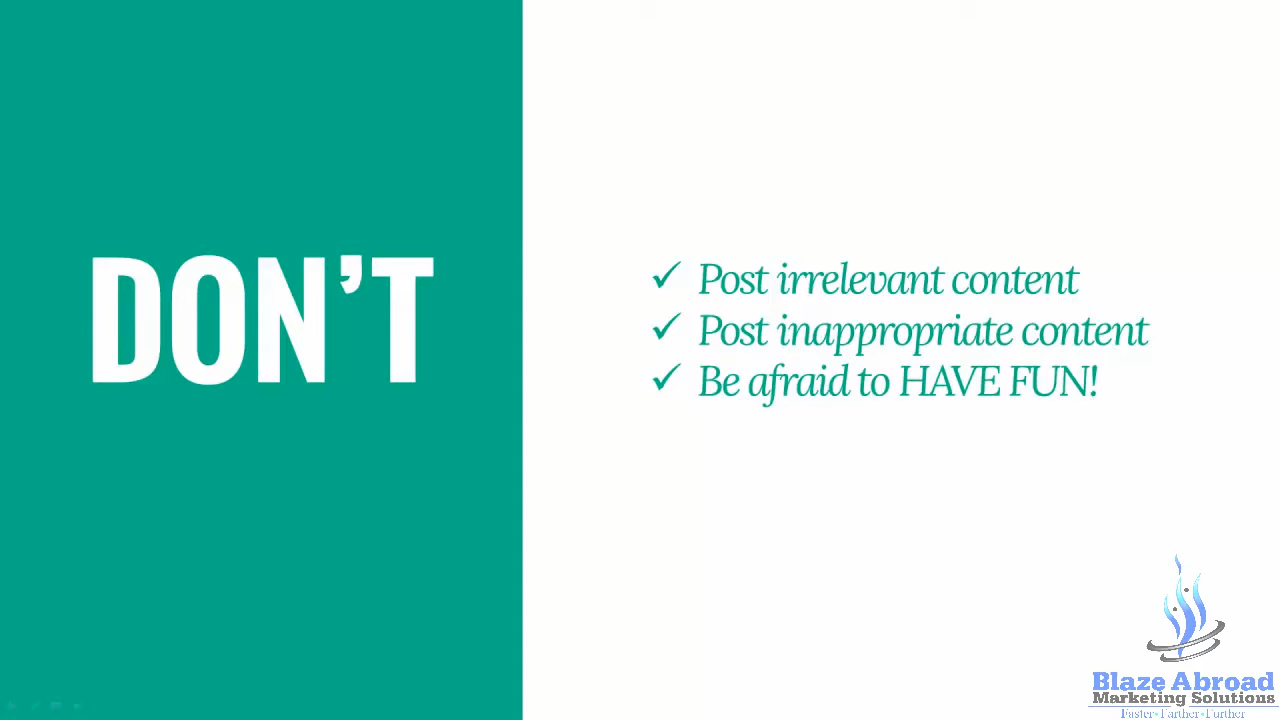 DON’T
✓ Post irrelevant content
✓ Post inappropriate content
✓ Be afraid to HAVE FUN!
Blaze Abroad
Marketing Solutions
Faster • Farther • Further